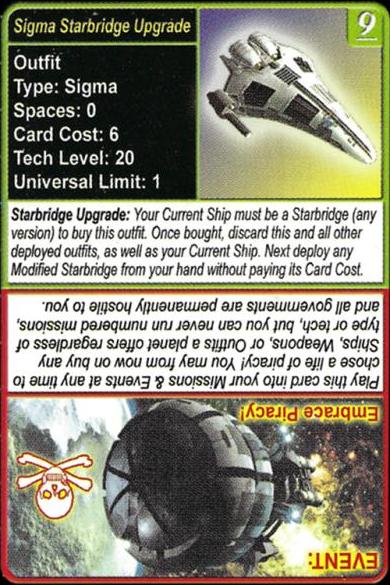 Sigma Starbridge Upgrade
9
Outfit
Type: Sigma
Spaces: 0
Card Cost: 6
Tech Level: 20
Universal Limit: 1
Starbridge Upgrade: Your Current Ship must be a Starbridge (any
version) to buy this outfit. Once bought, discard this and all other
deployed outfits, as well as your Current Ship. Next deploy any
Modified Starbridge from your hand without paying its Card Cost.
EVENT:
Embrace Piracy!
Play this card into your Missions & Events at any time to
chose a life of piracy! You may from now on buy any
Ships, Weapons, or Outfits a planet offers regardless of
type or tech, but you can never run numbered missions,
and all governments are permanently hostile to you.